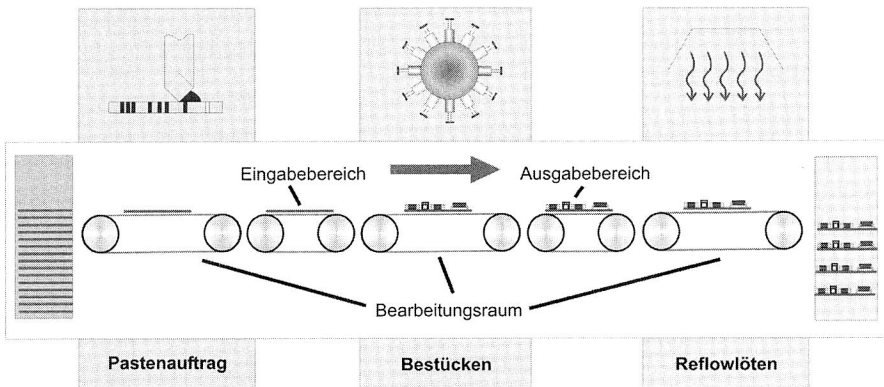 Eingabebereich
Ausgabebereich
Bearbeitungsraum
Pastenauftrag
Bestücken
Reflowlöten